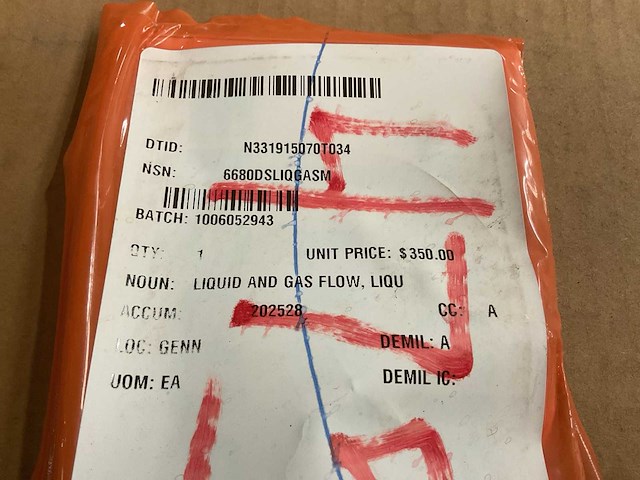 DTID: N331915070T034
NSN: 6680DSLIQGASM
BATCH: 1006052943
QTY: 1 UNIT PRICE: $350.00
NOUN: LIQUID AND GAS FLOW, LIQU
ACCUM: 202528 CC: A
LOC: GENN DEMIL: A
UOM: EA DEMIL IC: